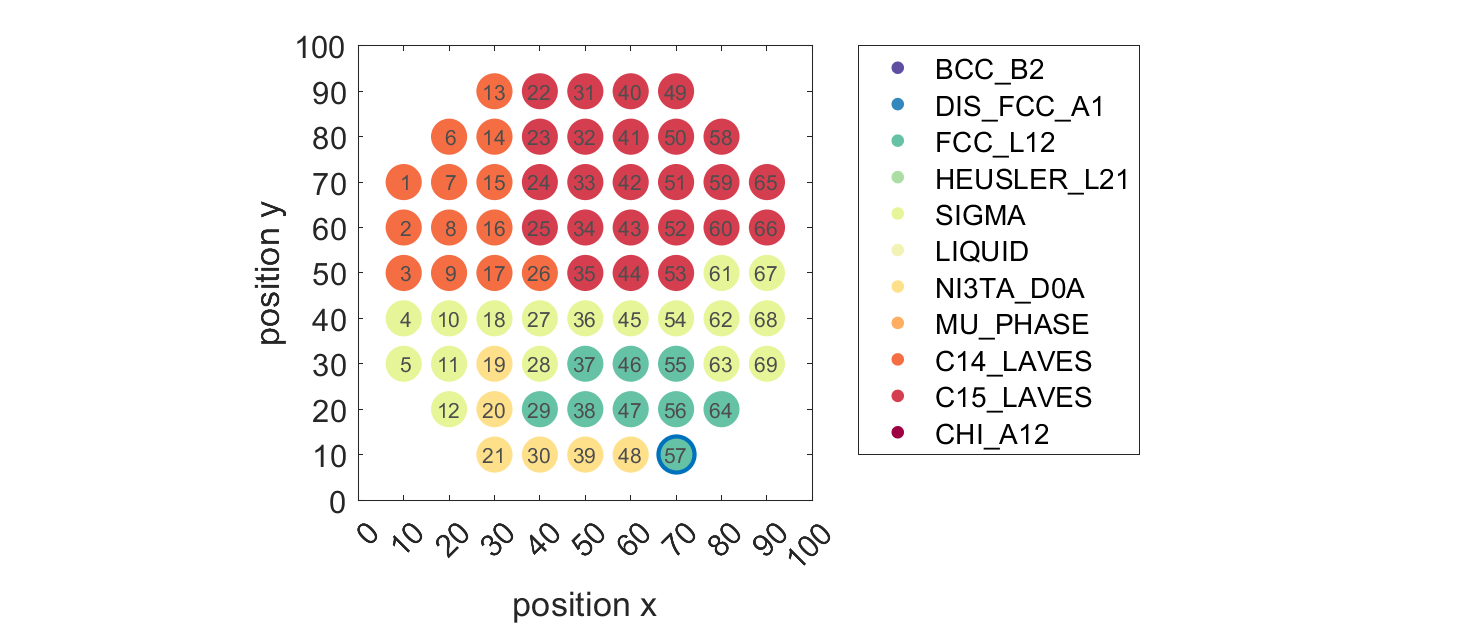 100
90
80
70
60
50
40
30
20
10
0
position y
13 22 31 40 49
6 14 23 32 41 50 58
1 7 15 24 33 42 51 59 65
2 8 16 25 34 43 52 60 66
3 9 17 26 35 44 53 61 67
4 10 18 27 36 45 54 62 68
5 11 19 28 37 46 55 63 69
12 20 29 38 47 56 64
21 30 39 48 57
0 10 20 30 40 50 60 70 80 90 100
position x
BCC_B2
DIS_FCC_A1
FCC_L12
HEUSLER_L21
SIGMA
LIQUID
NI3TA_D0A
MU_PHASE
C14_LAVES
C15_LAVES
CHI_A12